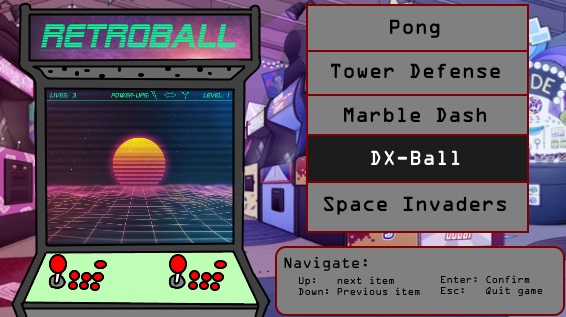 RETROBALL
LIVES: 3 POWER-UPS: LEVEL: 1
Pong
Tower Defense
Marble Dash
DX-Ball
Space Invaders
Navigate:
Up: next item Enter: Confirm
Down: Previous item Esc: Quit game